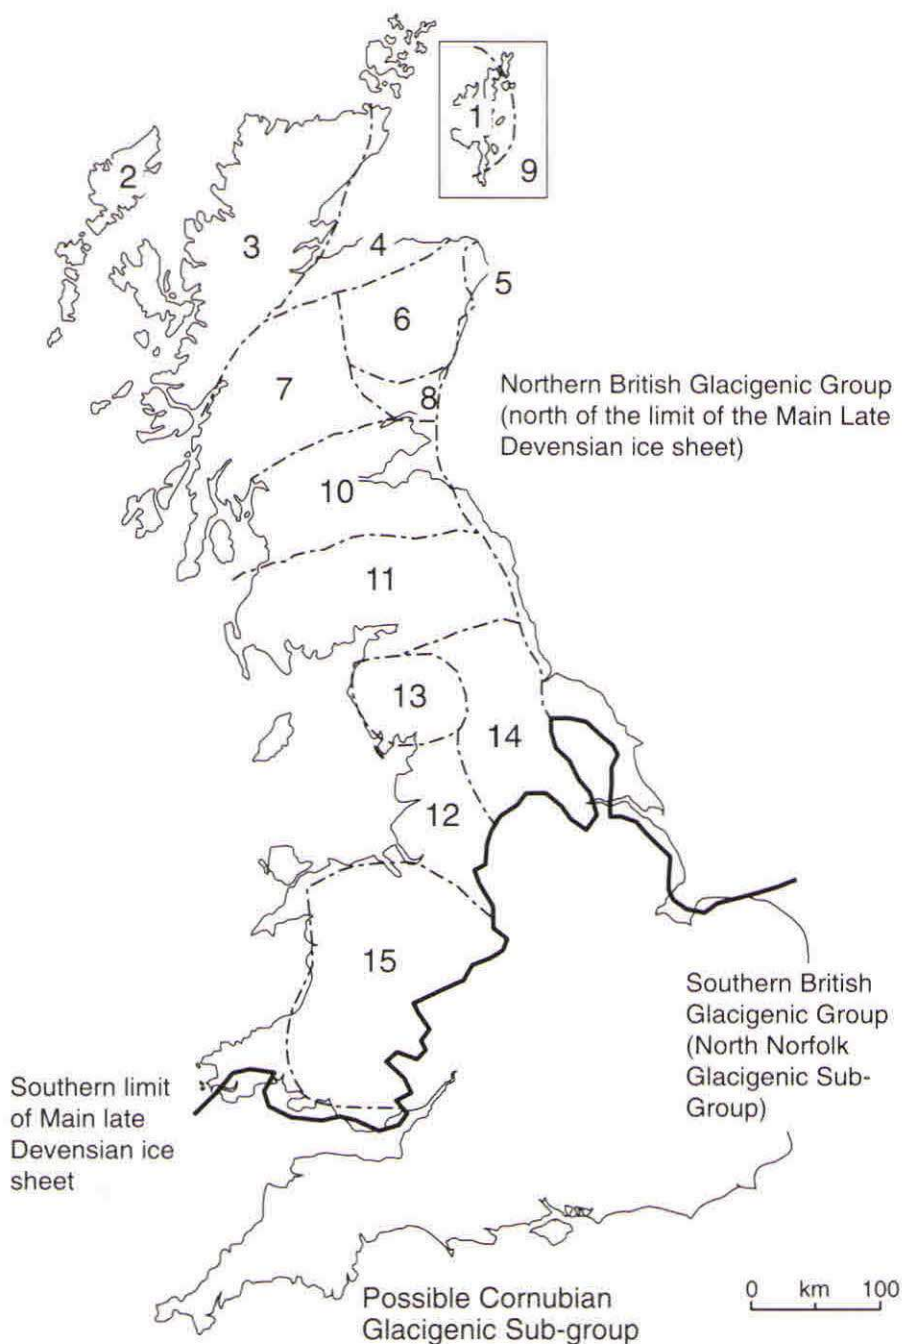 1
2
9
3
4
5
6
7
8
Northern British Glacigenic Group
(north of the limit of the Main Late
Devensian ice sheet)
10
11
13
14
12
15
Southern British
Glacigenic Group
(North Norfolk
Glacigenic Sub-
Group)
Southern limit
of Main late
Devensian ice
sheet
Possible Cornubian
Glacigenic Sub-group
0 km 100